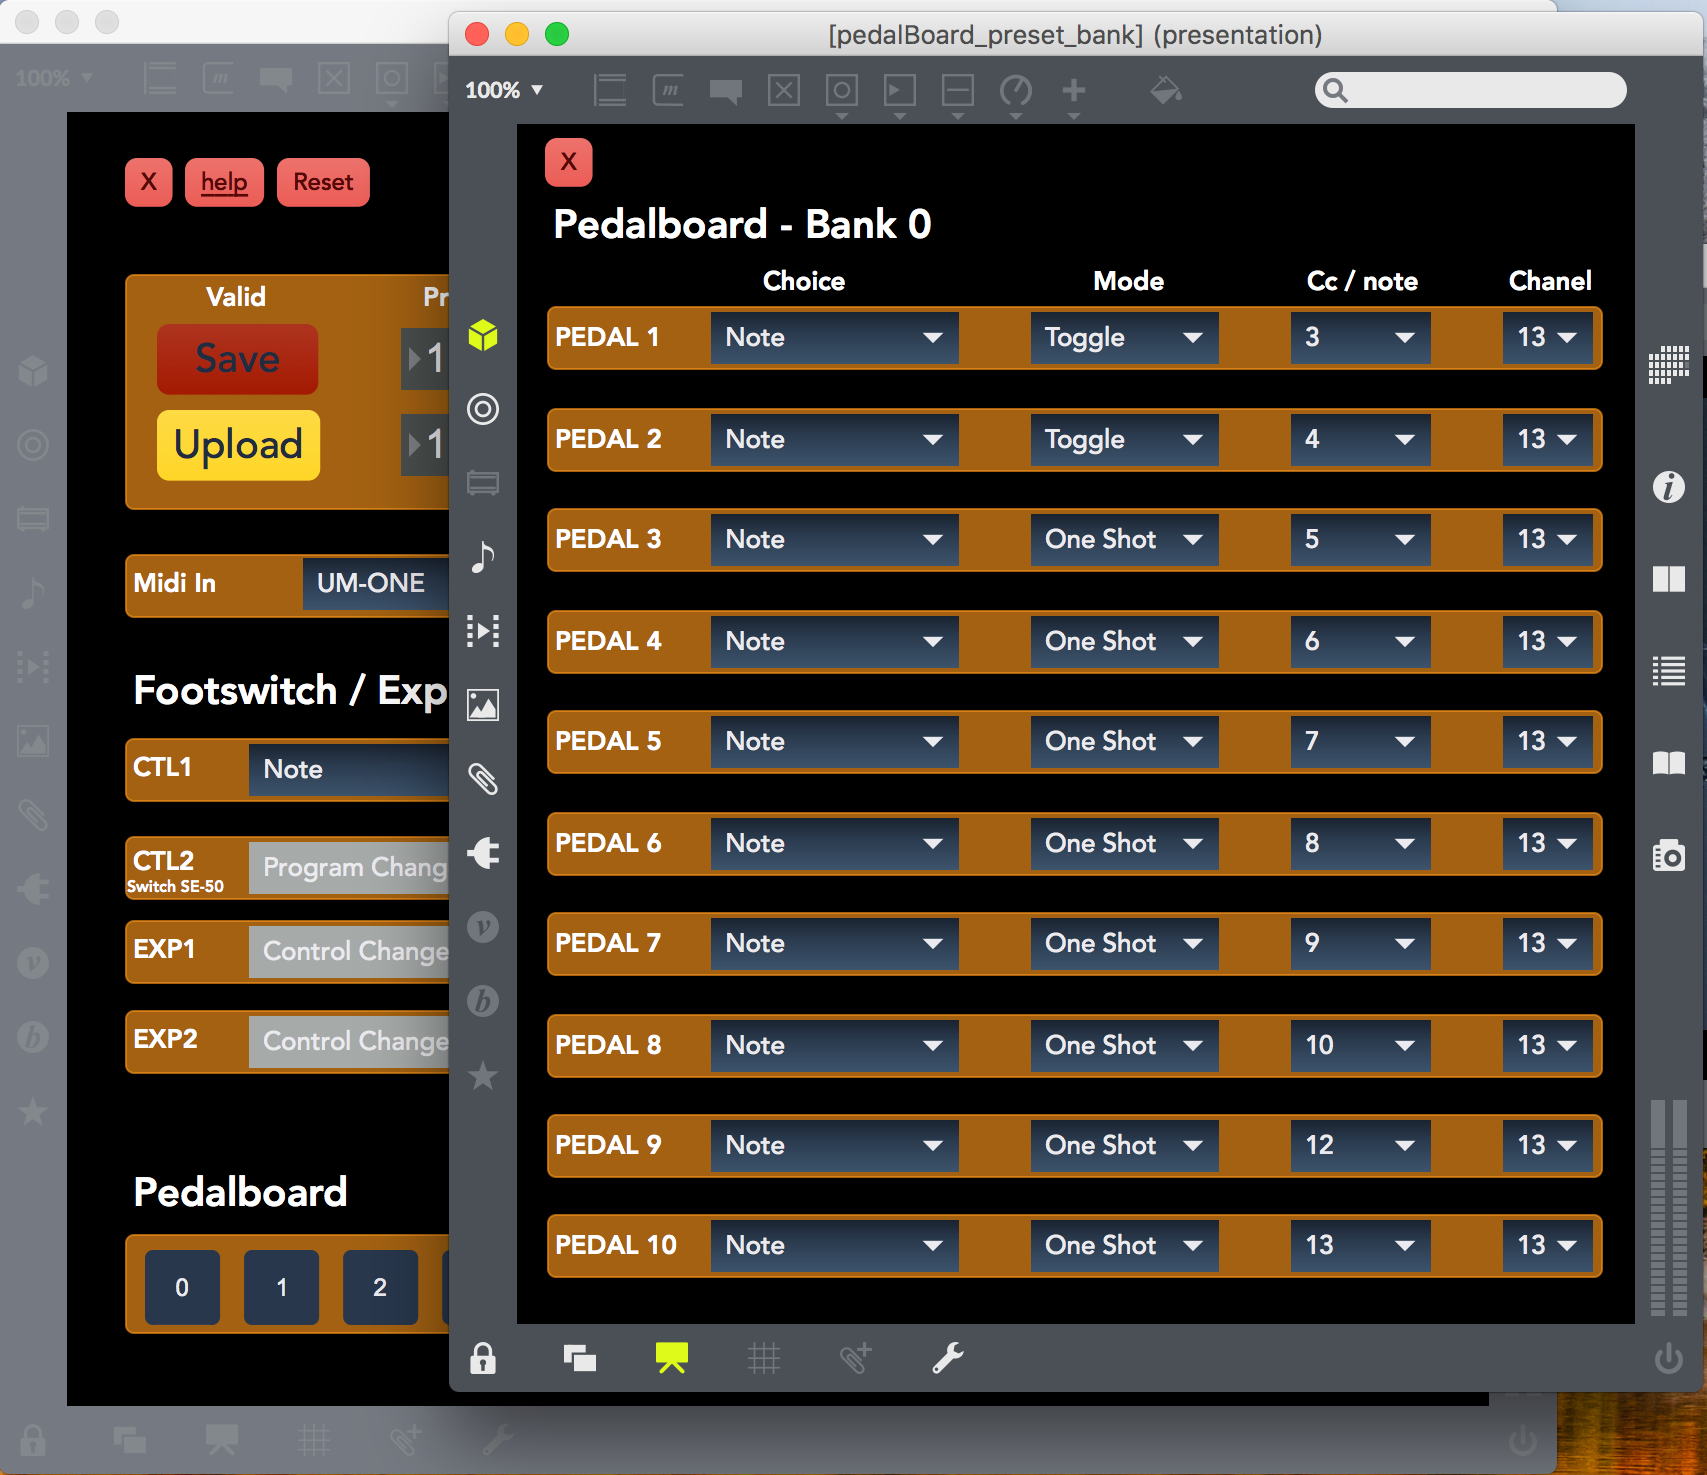 [pedalBoard_preset_bank] (presentation)
100%
100%
m
m
X
help
Reset
Valid
Pr
Save
1
Upload
1
Midi In
UM-ONE
Footswitch / Exp
CTL1
Note
CTL2
Switch SE-50
Program Chang
EXP1
Control Change
EXP2
Control Change
Pedalboard
0
1
2
X
Pedalboard - Bank 0
Choice
Mode
Cc / note
Chanel
PEDAL 1 Note Toggle 3 13
PEDAL 2 Note Toggle 4 13
PEDAL 3 Note One Shot 5 13
PEDAL 4 Note One Shot 6 13
PEDAL 5 Note One Shot 7 13
PEDAL 6 Note One Shot 8 13
PEDAL 7 Note One Shot 9 13
PEDAL 8 Note One Shot 10 13
PEDAL 9 Note One Shot 12 13
PEDAL 10 Note One Shot 13 13
v
b
v
b
i